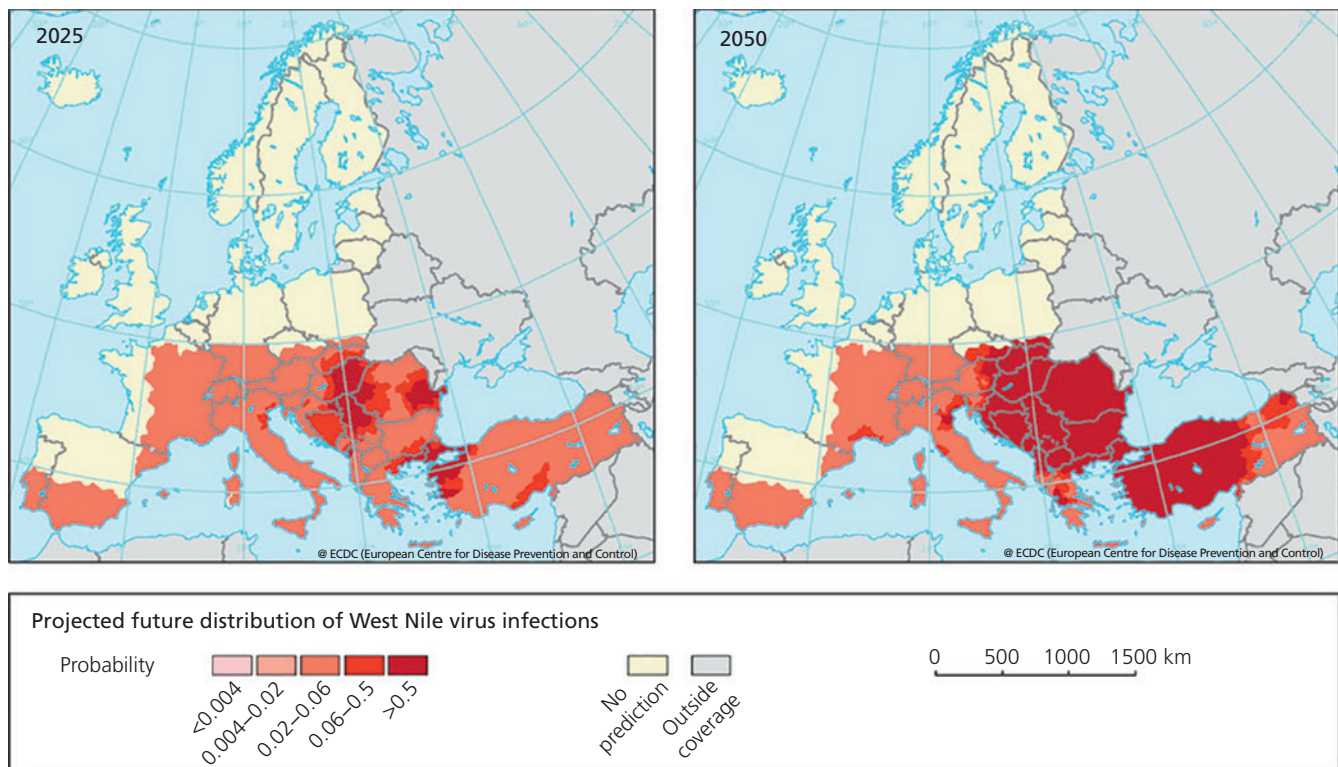 2025
2050
@ ECDC (European Centre for Disease Prevention and Control)
@ ECDC (European Centre for Disease Prevention and Control)
Projected future distribution of West Nile virus infections
Probability
<0.004
0.004–0.02
0.02–0.06
0.06–0.5
>0.5
No
prediction
Outside
coverage
0 500 1000 1500 km